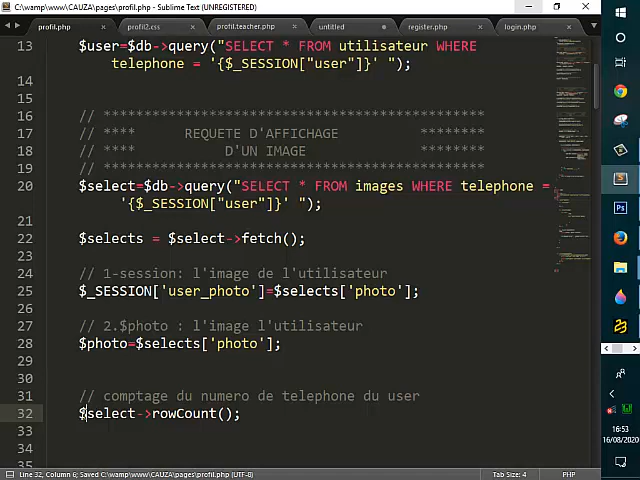 C:\wamp\www\CAUZA\pages\profil.php - Sublime Text (UNREGISTERED)
profil.php profil2.css profil.teacher.php untitled register.php login.php
13 $user=$db->query("SELECT * FROM utilisateur WHERE
telephone = '{$_SESSION["user"]}' ");
14
15
16 // ***********************************************
17 // **** REQUETE D'AFFICHAGE ********
18 // **** D'UN IMAGE ********
19 // ***********************************************
20 $select=$db->query("SELECT * FROM images WHERE telephone =
'{$_SESSION["user"]}' ");
21
22 $selects = $select->fetch();
23
24 // 1-session: l'image de l'utilisateur
25 $_SESSION['user_photo']=$selects['photo'];
26
27 // 2.$photo : l'image l'utilisateur
28 $photo=$selects['photo'];
29
30
31 // comptage du numero de telephone du user
32 $select->rowCount();
33
34
35
Line 32, Column 6; Saved C:\wamp\www\CAUZA\pages\profil.php (UTF-8) Tab Size: 4 PHP
Ps
16:53
16/08/2020